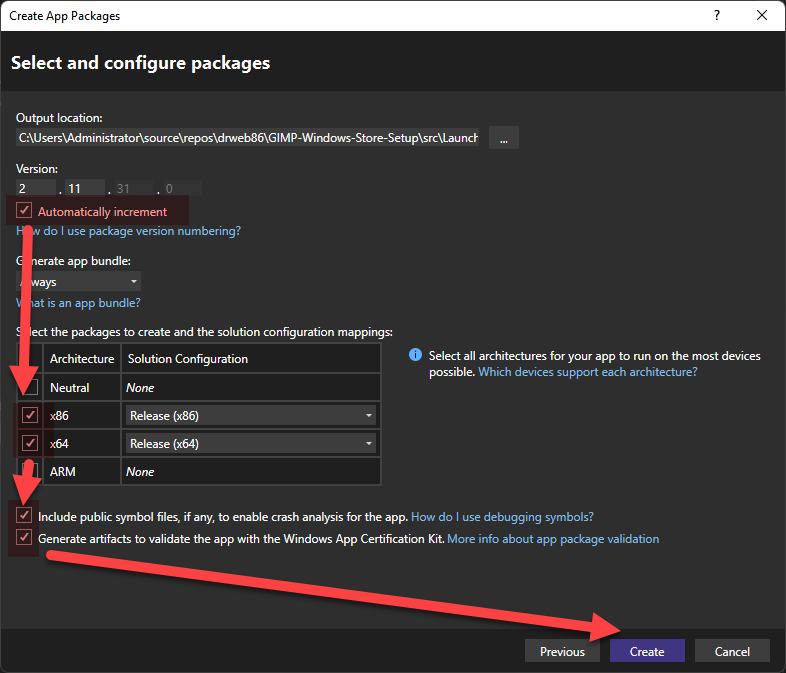 Create App Packages
?
Select and configure packages
Output location:
C:\Users\Administrator\source\repos\drweb86\GIMP-Windows-Store-Setup\src\Launch
...
Version:
2 . 11 . 31 . 0
Automatically increment
How do I use package version numbering?
app bundle:
What is an app bundle?
the packages to create and the solution configuration mappings:
Architecture Solution Configuration
Neutral None
x86 Release (x86)
x64 Release (x64)
ARM None
Select all architectures for your app to run on the most devices
possible. Which devices support each architecture?
Include public symbol files, if any, to enable crash analysis for the app. How do I use debugging symbols?
Generate artifacts to validate the app with the Windows App Certification Kit. More info about app package validation
Previous Create Cancel